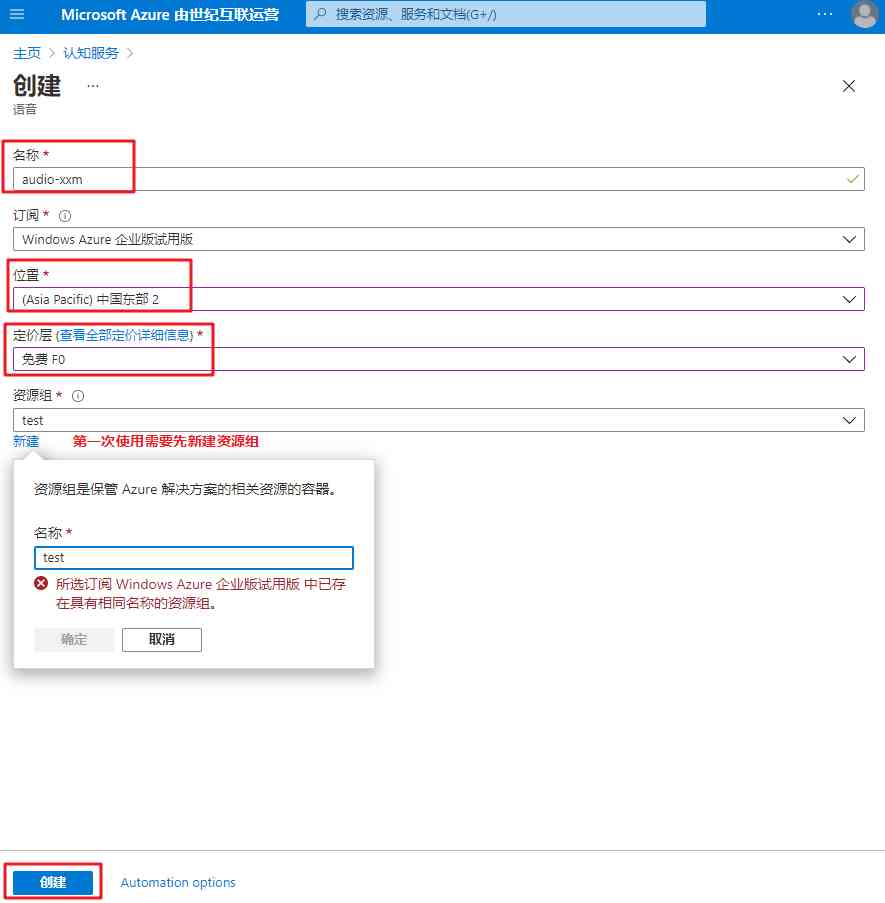 Microsoft Azure 由世纪互联运营
搜索资源、服务和文档(G+/)
主页 > 认知服务 >
创建 ...
语音
名称 *
audio-xxm
订阅 *
Windows Azure 企业版试用版
位置 *
(Asia Pacific) 中国东部 2
定价层 (查看全部定价详细信息) *
免费 F0
资源组 *
test
新建 第一次使用需要先新建资源组
资源组是保管 Azure 解决方案的相关资源的容器。
名称 *
test
所选订阅 Windows Azure 企业版试用版 中已存
在具有相同名称的资源组。
确定 取消
创建 Automation options